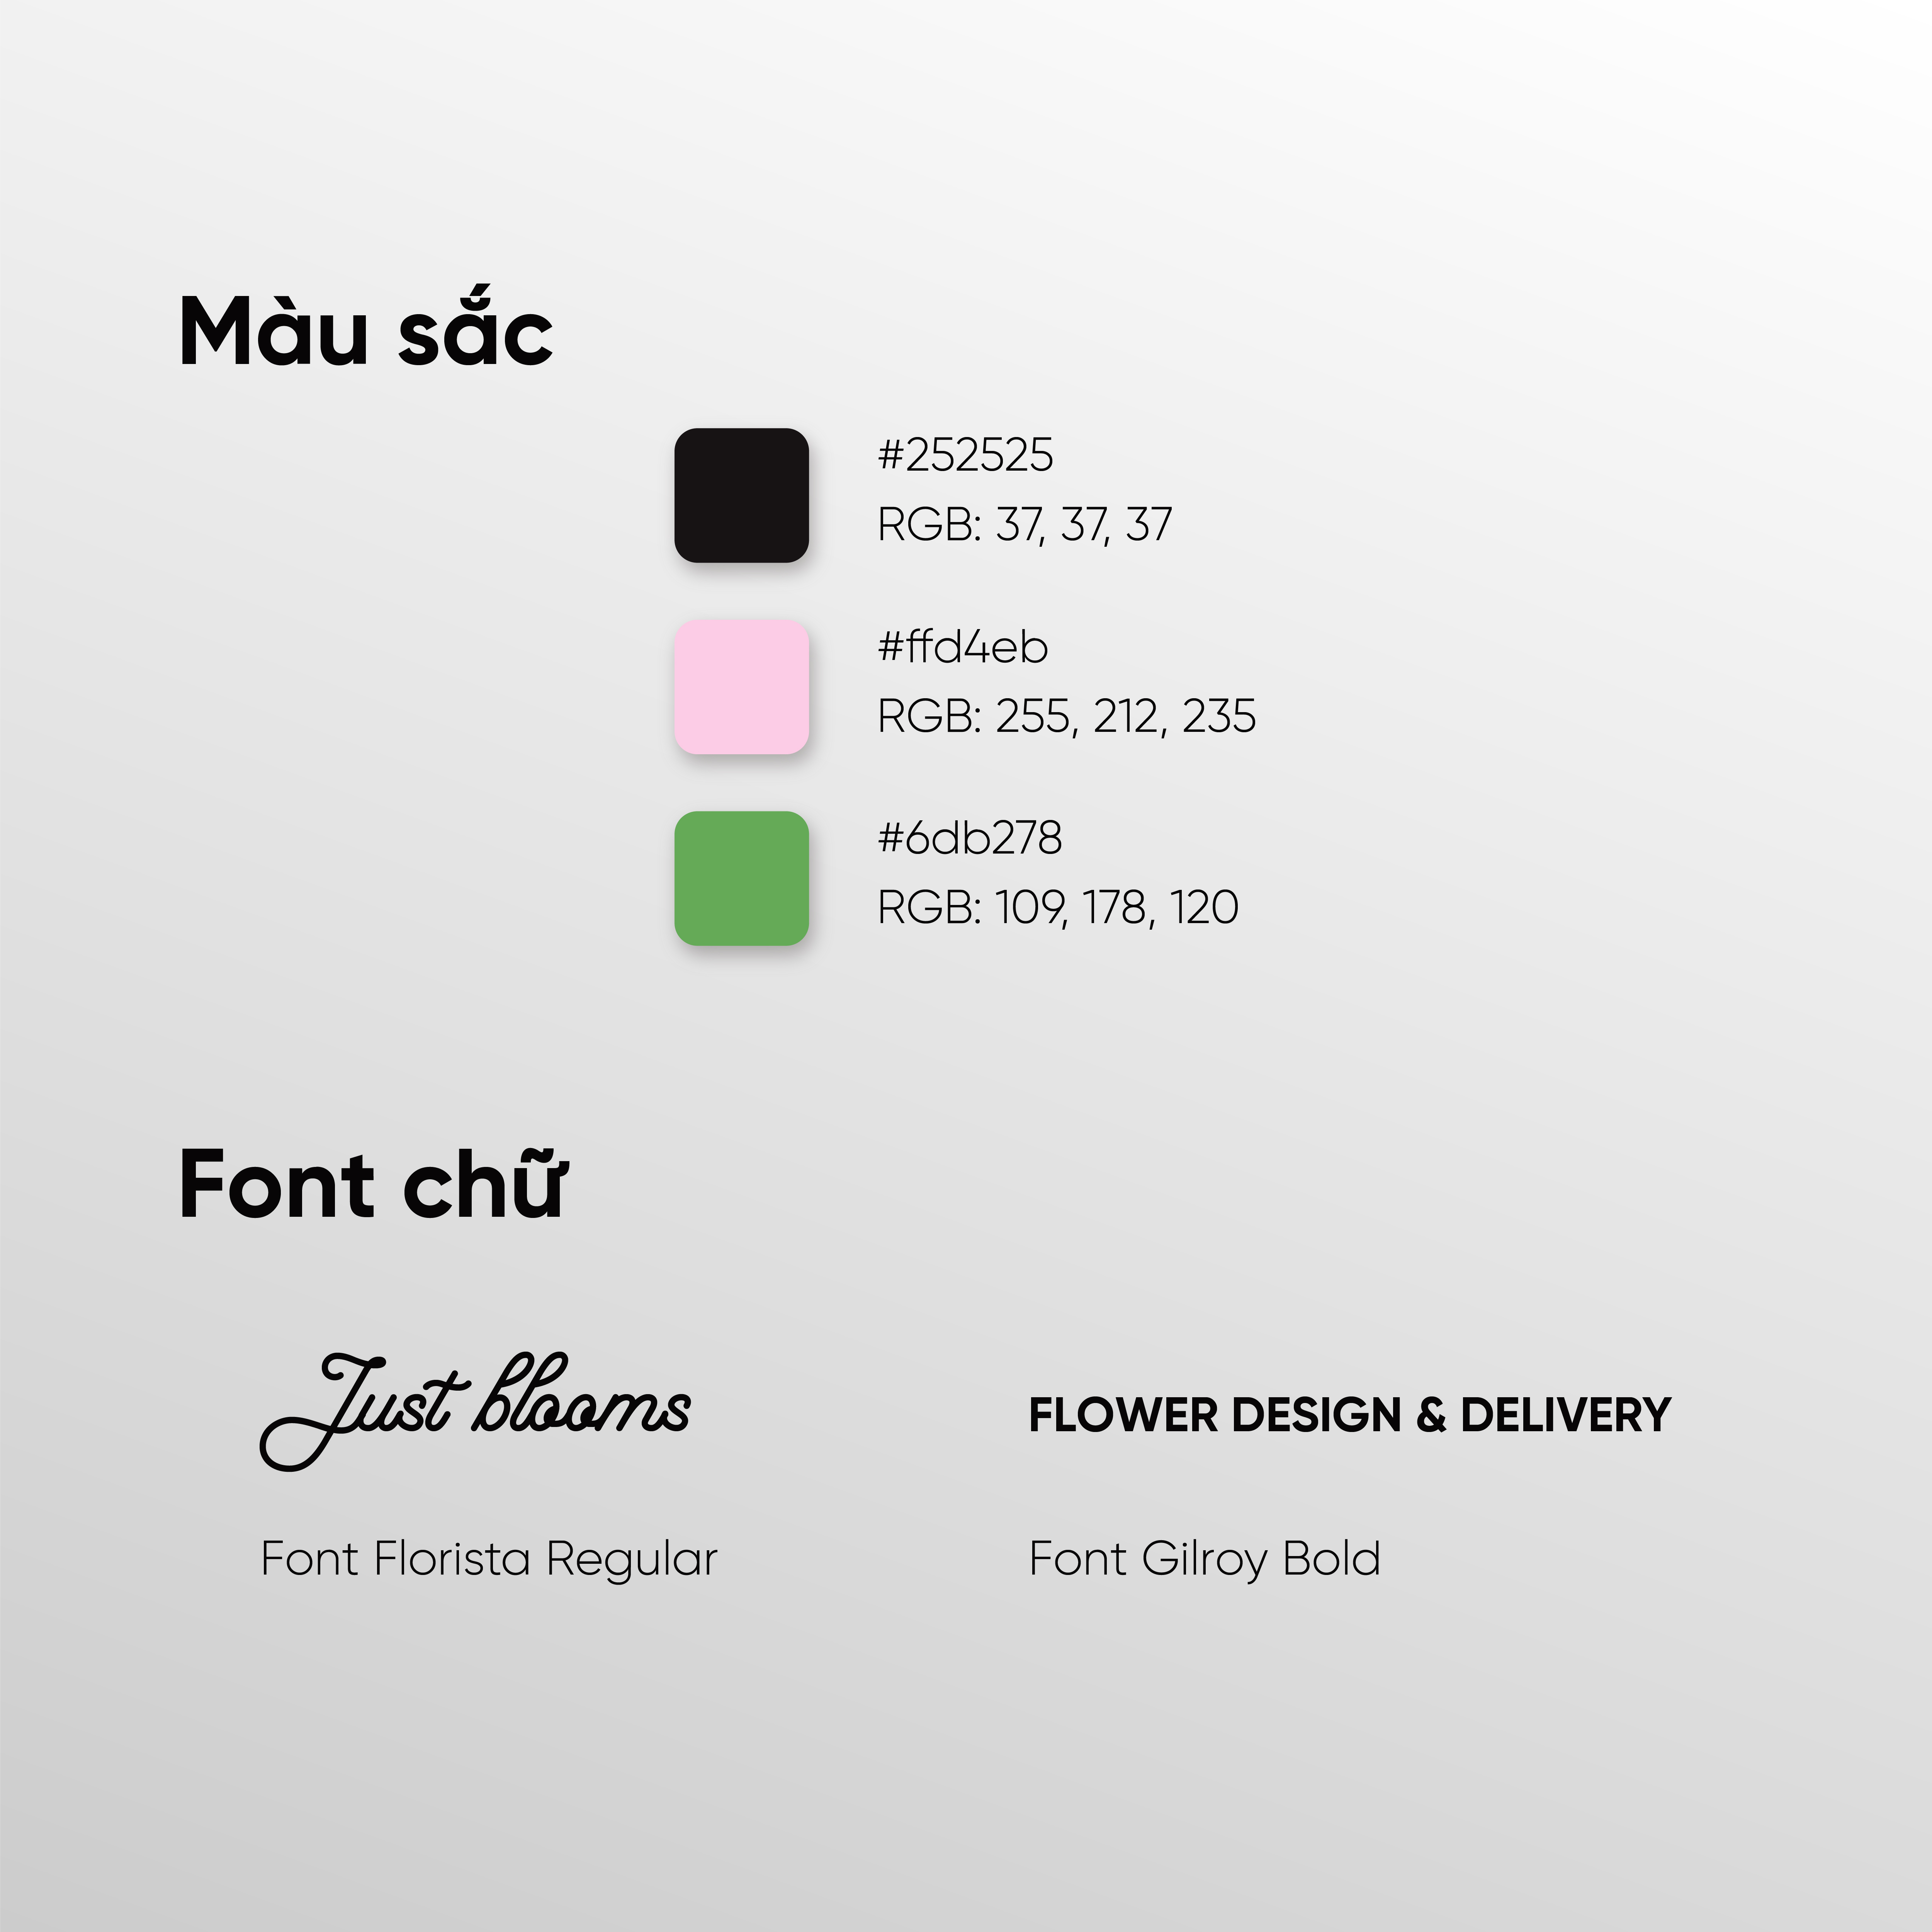 Màu sắc
#252525
RGB: 37, 37, 37
#ffd4eb
RGB: 255, 212, 235
#6db278
RGB: 109, 178, 120
Font chữ
Just blooms
FLOWER DESIGN & DELIVERY
Font Florista Regular
Font Gilroy Bold